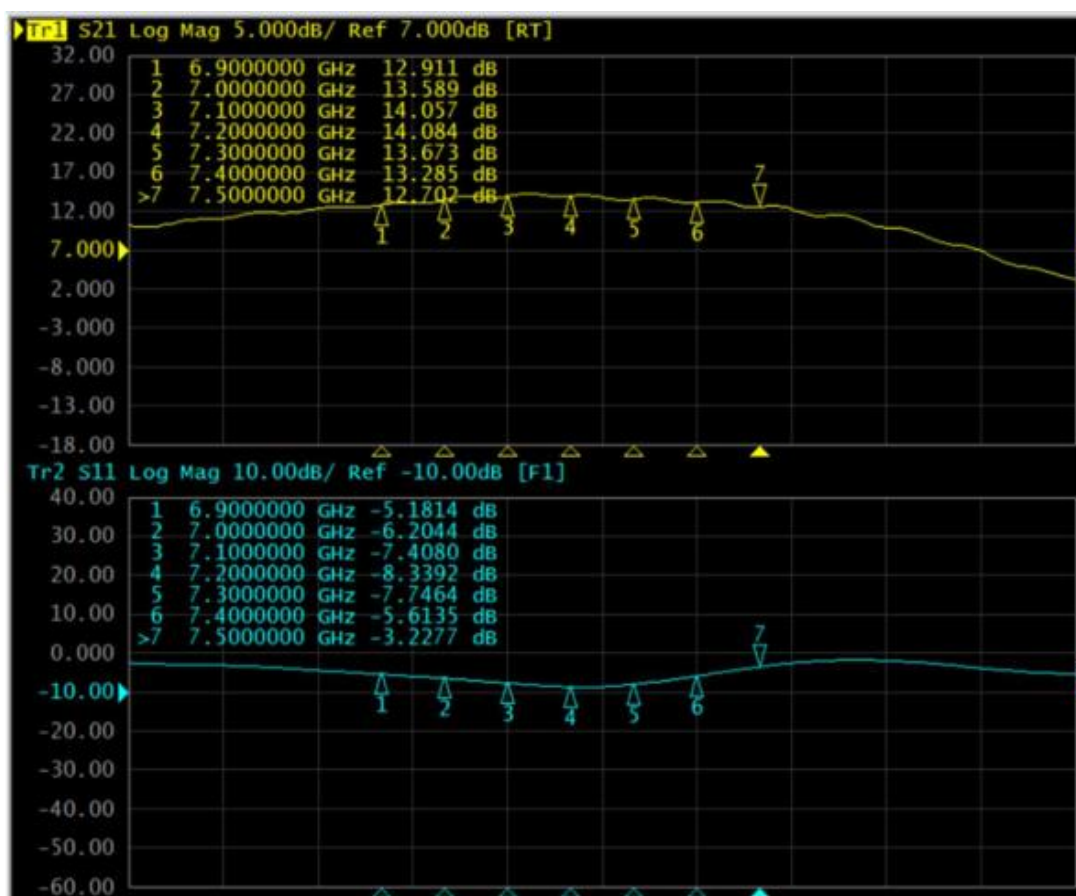 Tr1 S21 Log Mag 5.000dB/ Ref 7.000dB [RT]
32.00
27.00
22.00
17.00
12.00
7.000
2.000
-3.000
-8.000
-13.00
-18.00
1 6.9000000 GHz 12.911 dB
2 7.0000000 GHz 13.589 dB
3 7.1000000 GHz 14.057 dB
4 7.2000000 GHz 14.084 dB
5 7.3000000 GHz 13.673 dB
6 7.4000000 GHz 13.285 dB
>7 7.5000000 GHz 12.702 dB
1
2
3
4
5
6
7
Tr2 S11 Log Mag 10.00dB/ Ref -10.00dB [F1]
40.00
30.00
20.00
10.00
0.000
-10.00
-20.00
-30.00
-40.00
-50.00
-60.00
1 6.9000000 GHz -5.1814 dB
2 7.0000000 GHz -6.2044 dB
3 7.1000000 GHz -7.4080 dB
4 7.2000000 GHz -8.3392 dB
5 7.3000000 GHz -7.7464 dB
6 7.4000000 GHz -5.6135 dB
>7 7.5000000 GHz -3.2277 dB
1
2
3
4
5
6
7